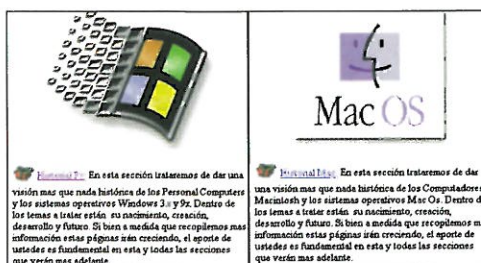 Mac OS
Historial Pc: En esta sección trataremos de dar una
visión mas que nada histórica de los Personal Computers
y los sistemas operativos Windows 3.x y 9x. Dentro de
los temas a tratar están su nacimiento, creación,
desarrollo y futuro. Si bien a medida que recopilemos mas
información estas páginas irán creciendo, el aporte de
ustedes es fundamental en esta y todas las secciones
que verán mas adelante.
Historial Mac: En esta sección trataremos de dar
una visión mas que nada histórica de los Computadores
Macintosh y los sistemas operativos Mac Os. Dentro d
los temas a tratar están su nacimiento, creación,
desarrollo y futuro. Si bien a medida que recopilemos m
información estas páginas irán creciendo, el aporte de
ustedes es fundamental en esta y todas las secciones
que verán mas adelante.